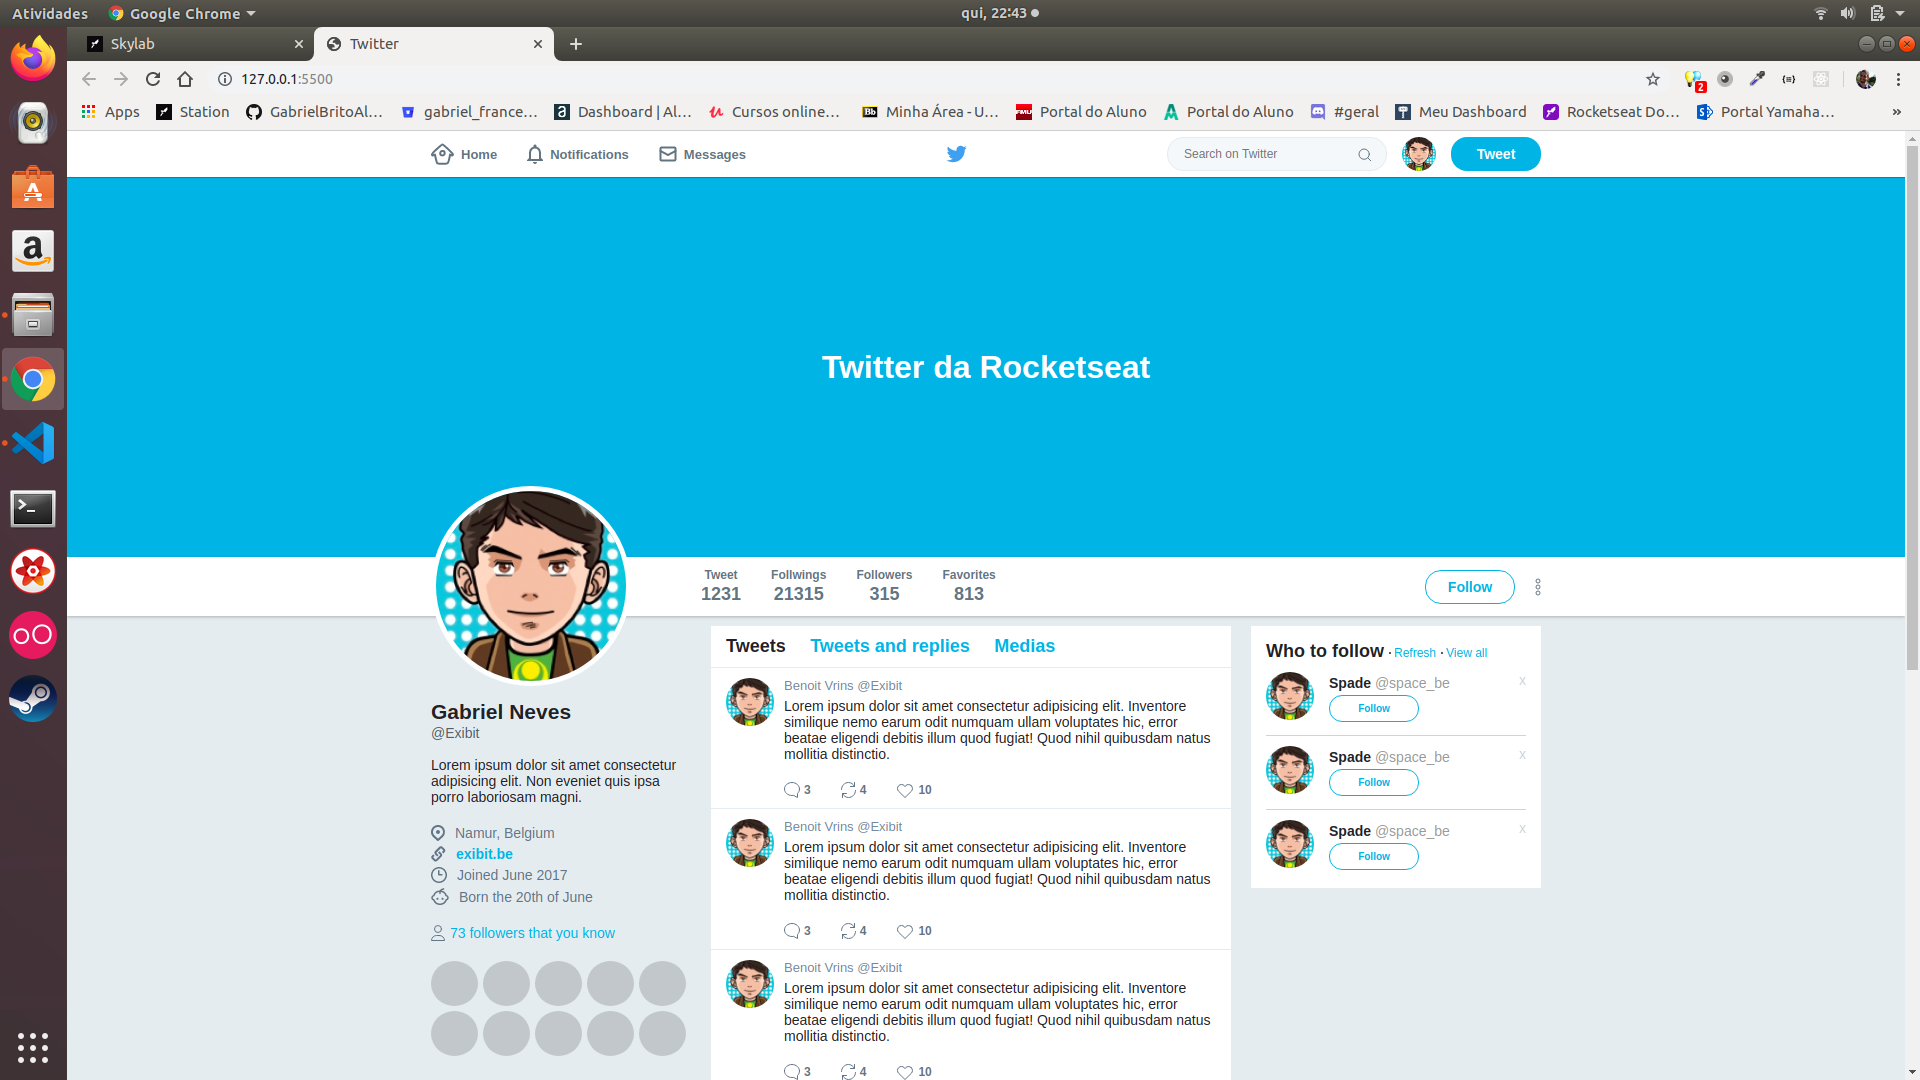 Atividades Google Chrome qui, 22:43
Skylab Twitter
127.0.0.1:5500
2
Apps Station GabrielBritoAl... gabriel_france... Dashboard | Al... Cursos online... Minha Área - U... Portal do Aluno Portal do Aluno #geral Meu Dashboard Rocketseat Do... Portal Yamaha... »
Home Notifications Messages Search on Twitter Tweet
Twitter da Rocketseat
Tweet Follwings Followers Favorites
1231 21315 315 813
Follow
Gabriel Neves
@Exibit
Lorem ipsum dolor sit amet consectetur
adipisicing elit. Non eveniet quis ipsa
porro laboriosam magni.
Namur, Belgium
exibit.be
Joined June 2017
Born the 20th of June
73 followers that you know
Tweets Tweets and replies Medias
Benoit Vrins @Exibit
Lorem ipsum dolor sit amet consectetur adipisicing elit. Inventore
similique nemo earum odit numquam ullam voluptates hic, error
beatae eligendi debitis illum quod fugiat! Quod nihil quibusdam natus
mollitia distinctio.
3 4 10
Benoit Vrins @Exibit
Lorem ipsum dolor sit amet consectetur adipisicing elit. Inventore
similique nemo earum odit numquam ullam voluptates hic, error
beatae eligendi debitis illum quod fugiat! Quod nihil quibusdam natus
mollitia distinctio.
3 4 10
Benoit Vrins @Exibit
Lorem ipsum dolor sit amet consectetur adipisicing elit. Inventore
similique nemo earum odit numquam ullam voluptates hic, error
beatae eligendi debitis illum quod fugiat! Quod nihil quibusdam natus
mollitia distinctio.
3 4 10
Who to follow · Refresh · View all
Spade @space_be x
Follow
Spade @space_be x
Follow
Spade @space_be x
Follow